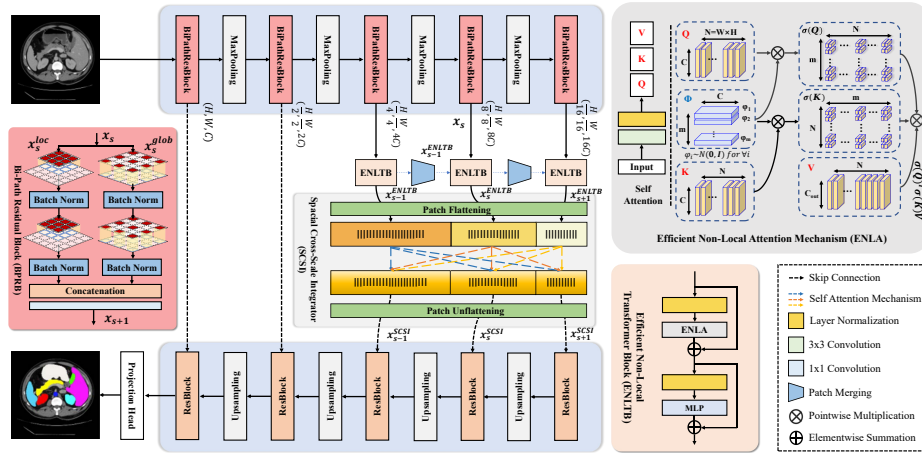 BiPathResBlock
MaxPooling
BiPathResBlock
MaxPooling
BiPathResBlock
MaxPooling
BiPathResBlock
MaxPooling
BiPathResBlock
(H, W, C)
(H/2, W/2, 2C)
(H/4, W/4, 4C)
x_s
(H/8, W/8, 8C)
(H/16, W/16, 16C)
Bi-Path Residual Block (BPRB)
x_s
x_s^loc
x_s^glob
Batch Norm
Batch Norm
Batch Norm
Batch Norm
Concatenation
x_{s+1}
ENLTB
x_{s-1}^{ENLTB}
ENLTB
ENLTB
x_{s-1}^{ENLTB}
x_s^{ENLTB}
x_{s+1}^{ENLTB}
Spacial Cross-Scale
Integrator
(SCSI)
Patch Flattening
Patch Unflattening
x_{s-1}^{SCSI}
x_s^{SCSI}
x_{s+1}^{SCSI}
Projection Head
ResBlock
Upsampling
ResBlock
Upsampling
ResBlock
Upsampling
ResBlock
Upsampling
ResBlock
V
K
Q
Input
Self
Attention
Q
N=W×H
C
Φ
C
m
φ₁
φ₂
φₘ
φᵢ~N(0, I) for ∀i
K
N
C
σ(Q)
N
m
σ(K)
m
N
V
N
C_out
σ(Q)σ(K)V
Efficient Non-Local Attention Mechanism (ENLA)
Efficient Non-Local
Transformer Block (ENLTB)
ENLA
MLP
Skip Connection
Self Attention Mechanism
Layer Normalization
3x3 Convolution
1x1 Convolution
Patch Merging
Pointwise Multiplication
Elementwise Summation